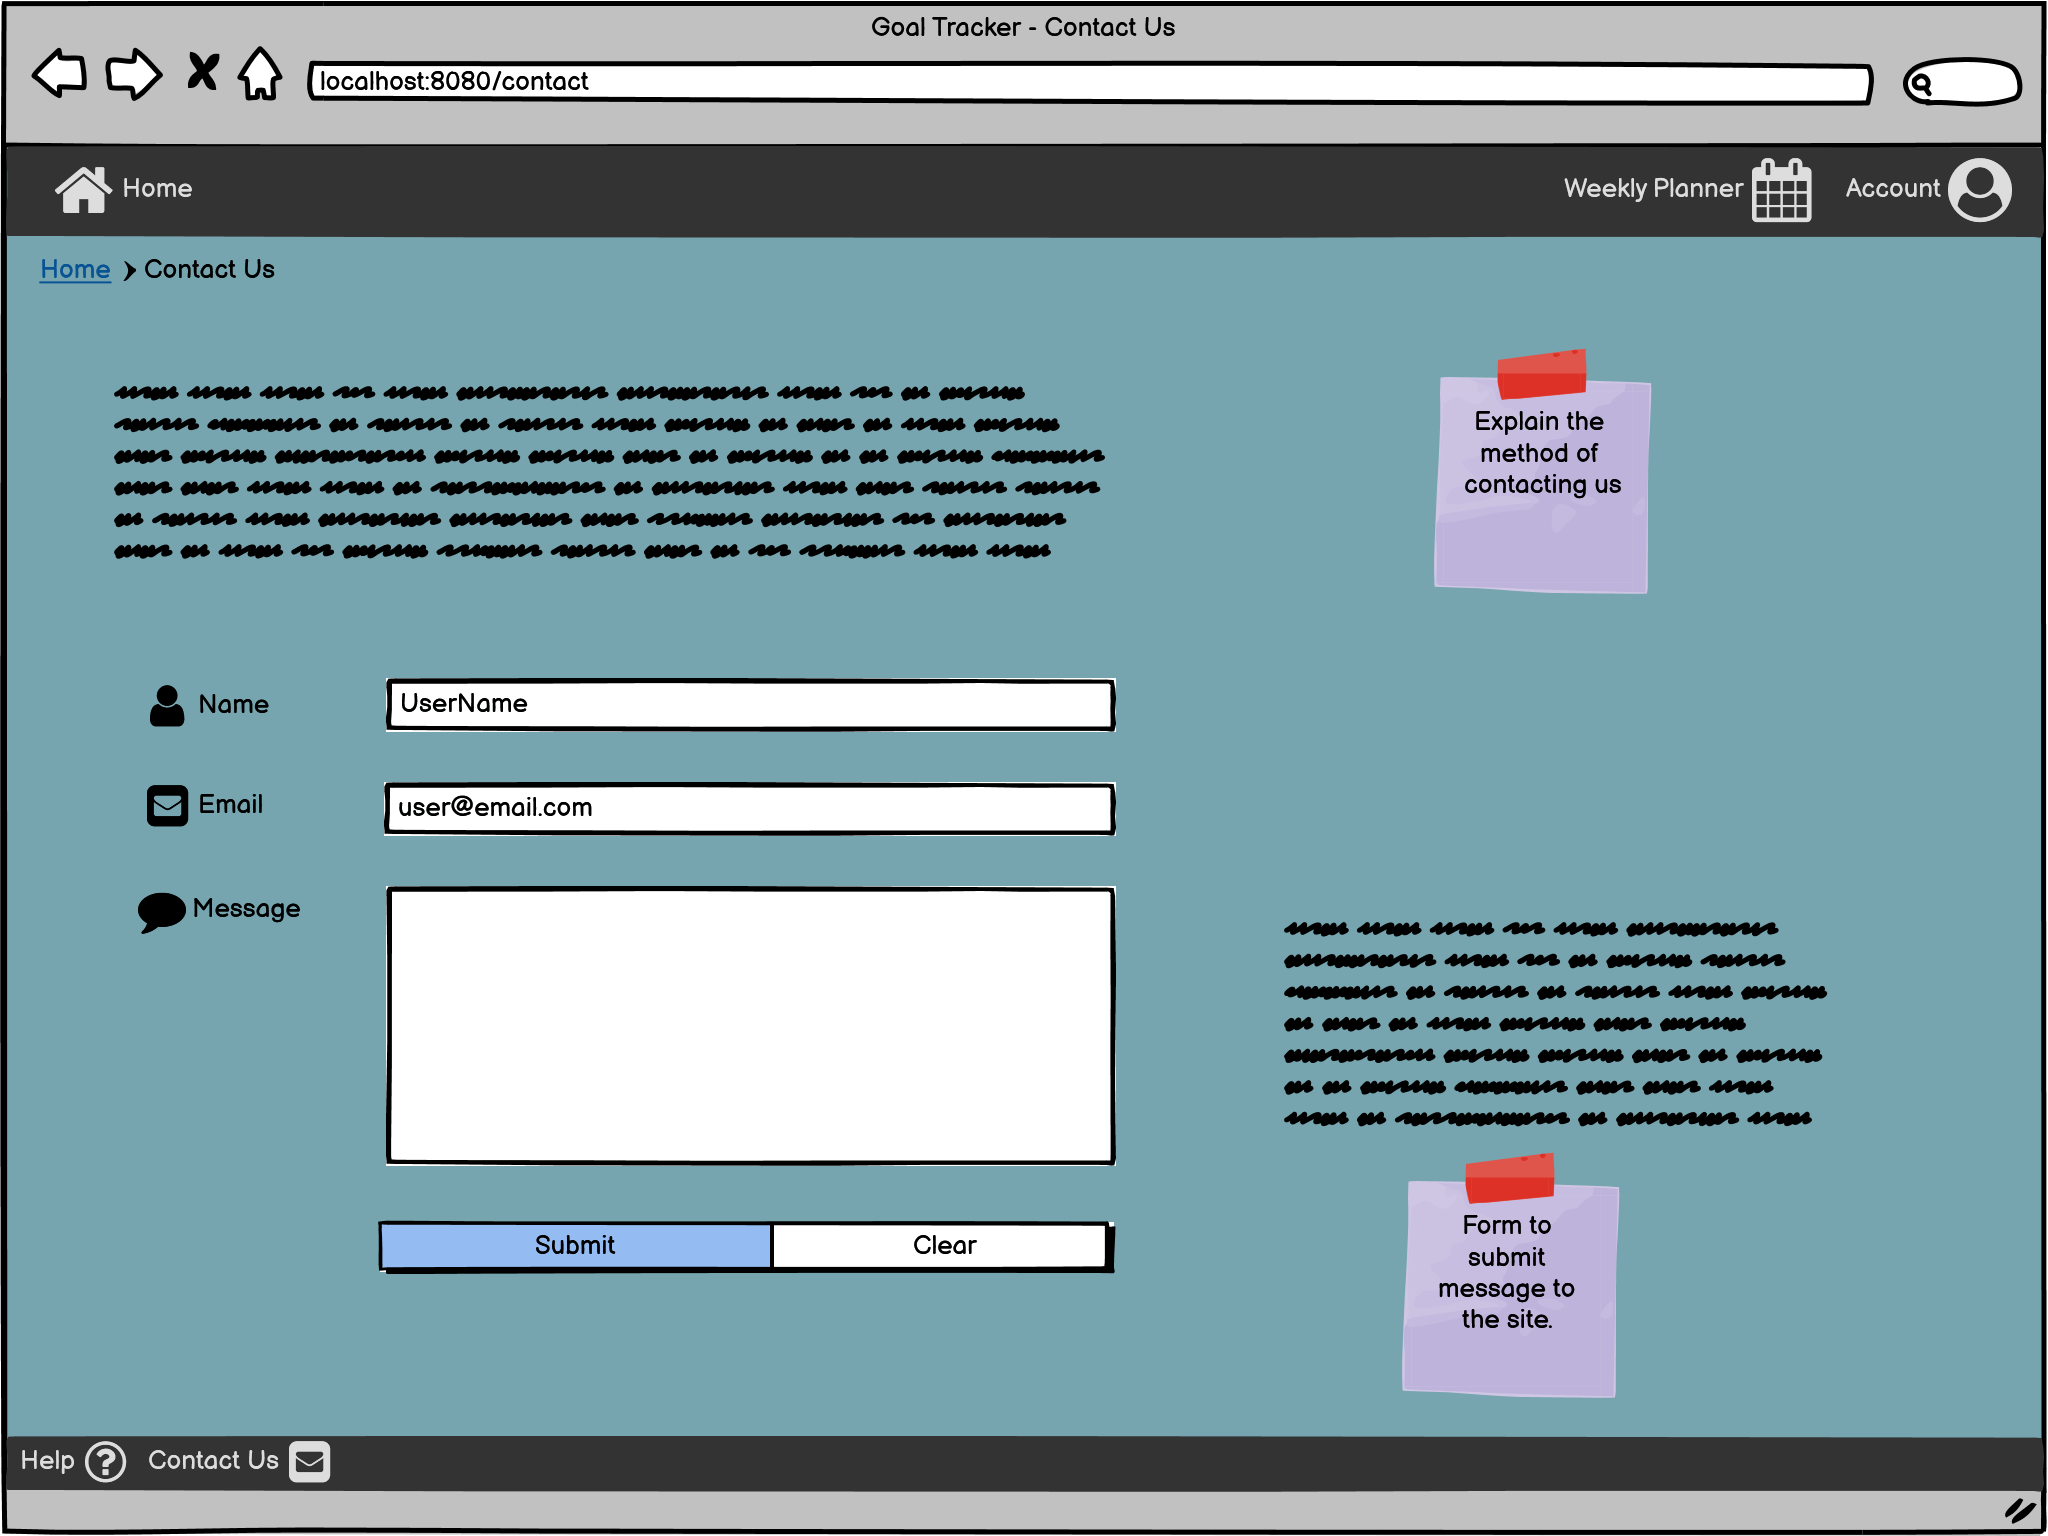 Goal Tracker - Contact Us
localhost:8080/contact
Home
Weekly Planner
Account
Home
Contact Us
Explain the
method of
contacting us
Name
UserName
Email
user@email.com
Message
Submit
Clear
Form to
submit
message to
the site.
Help
Contact Us